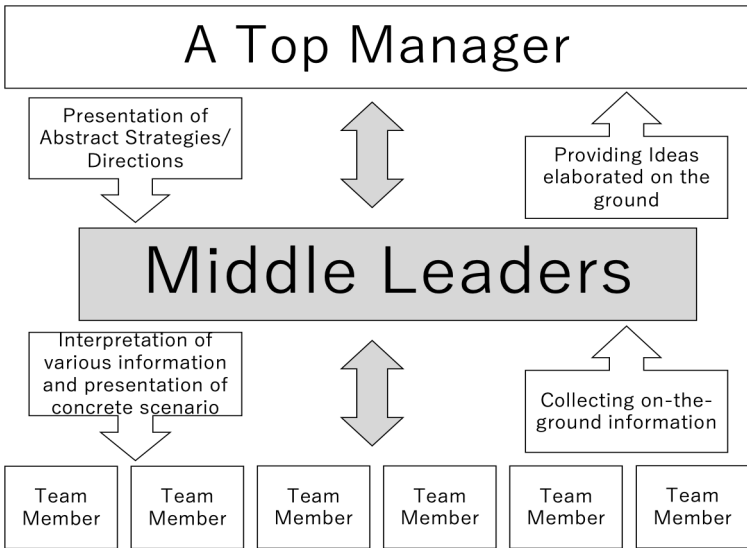 A Top Manager
Presentation of
Abstract Strategies/
Directions
Providing Ideas
elaborated on the
ground
Middle Leaders
Interpretation of
various information
and presentation of
concrete scenario
Collecting on-the-
ground information
Team
Member
Team
Member
Team
Member
Team
Member
Team
Member
Team
Member